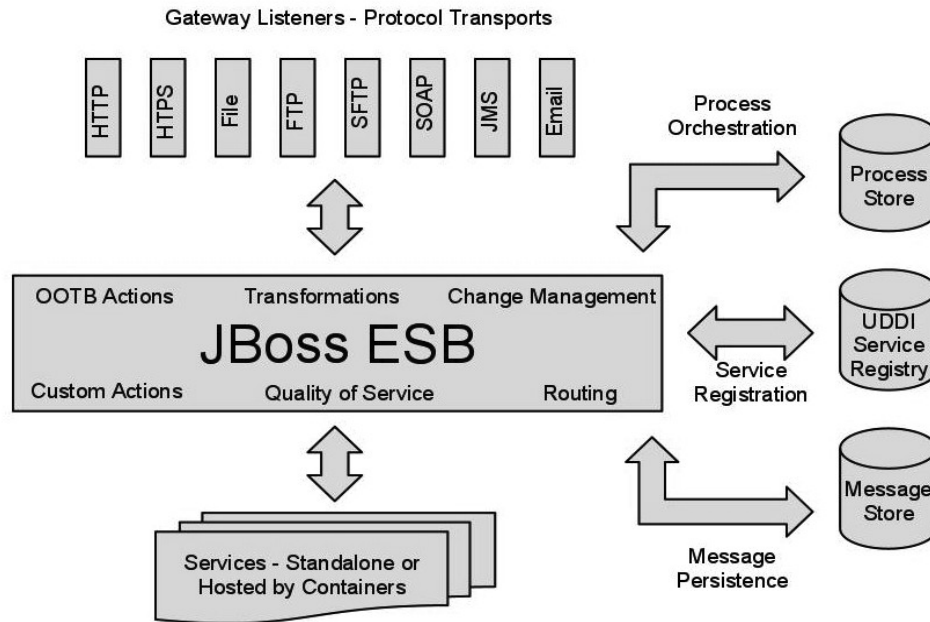 Gateway Listeners - Protocol Transports
HTTP
HTPS
File
FTP
SFTP
SOAP
JMS
Email
Process
Orchestration
Process
Store
OOTB Actions
Transformations
Change Management
JBoss ESB
Custom Actions
Quality of Service
Routing
Service
Registration
UDDI
Service
Registry
Message
Store
Message
Persistence
Services - Standalone or
Hosted by Containers